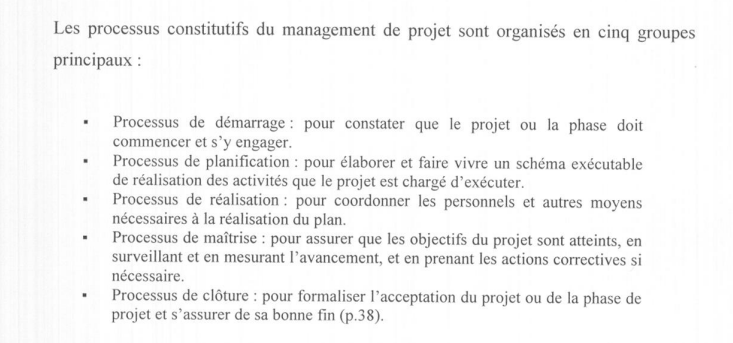 Les processus constitutifs du management de projet sont organisés en cinq groupes
principaux :
▪ Processus de démarrage : pour constater que le projet ou la phase doit
commencer et s’y engager.
▪ Processus de planification : pour élaborer et faire vivre un schéma exécutable
de réalisation des activités que le projet est chargé d’exécuter.
▪ Processus de réalisation : pour coordonner les personnels et autres moyens
nécessaires à la réalisation du plan.
▪ Processus de maîtrise : pour assurer que les objectifs du projet sont atteints, en
surveillant et en mesurant l’avancement, et en prenant les actions correctives si
nécessaire.
▪ Processus de clôture : pour formaliser l’acceptation du projet ou de la phase de
projet et s’assurer de sa bonne fin (p.38).